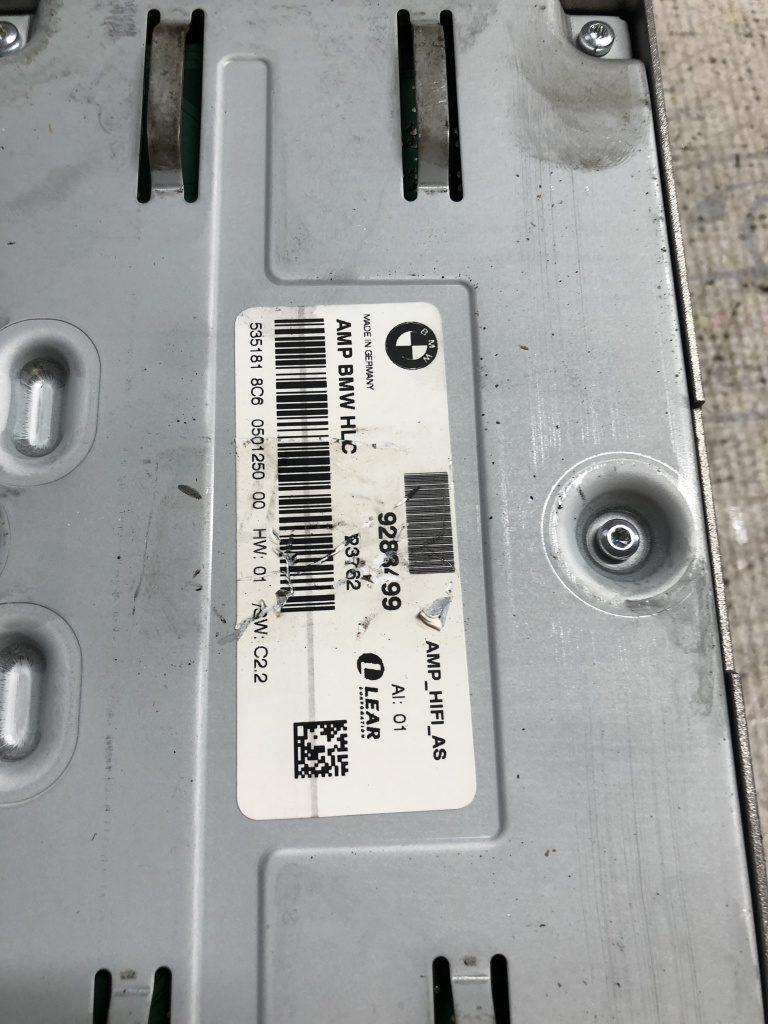 BMW
AMP_HIFI_AS
MADE IN GERMANY
AI: 01
AMP BMW HLC
LEAR
CORPORATION
535181 8C6 0501250 00 HW: 01 SW: C2.2